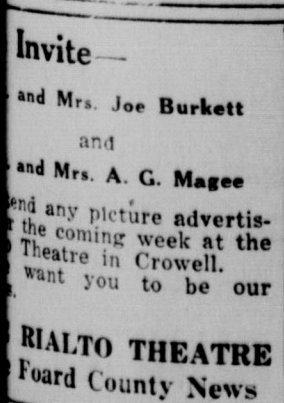 Invite—
and Mrs. Joe Burkett
and
and Mrs. A. G. Magee
end any picture advertis-
the coming week at the
Theatre in Crowell.
want you to be our
RIALTO THEATRE
Foard County News